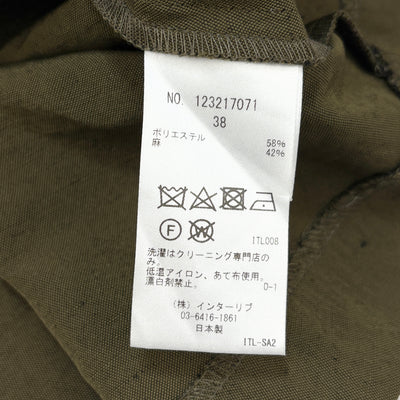 NO. 123217071
38
ポリエステル 58%
麻 42%
F W
ITL008
洗濯はクリーニング専門店の
み。
低温アイロン、あて布使用。
漂白剤禁止。 D-1
(株) インターリブ
03-6416-1861
日本製
ITL-SA2